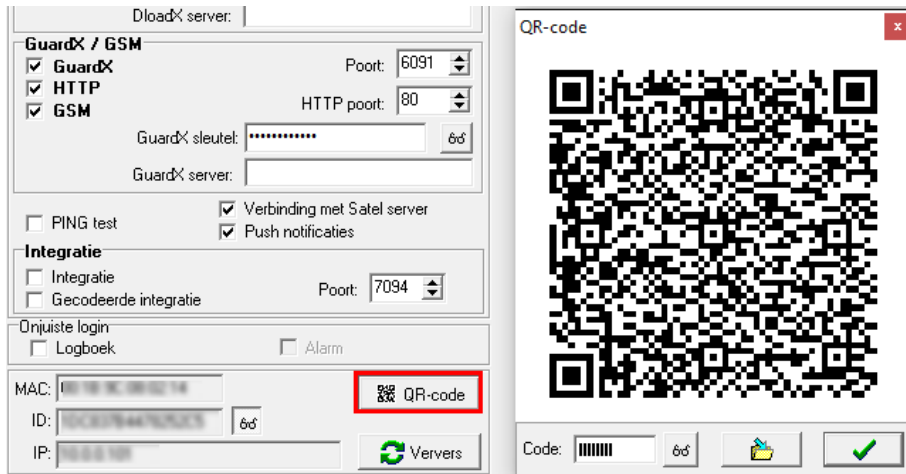 DloadX server:
GuardX / GSM
GuardX
Poort: 6091
HTTP
HTTP poort: 80
GSM
GuardX sleutel: ••••••••••••
GuardX server:
PING test
Verbinding met Satel server
Push notificaties
Integratie
Integratie
Poort: 7094
Gecodeerde integratie
Onjuiste login
Logboek
Alarm
MAC:
QR-code
ID:
IP:
Ververs
QR-code
x
Code: